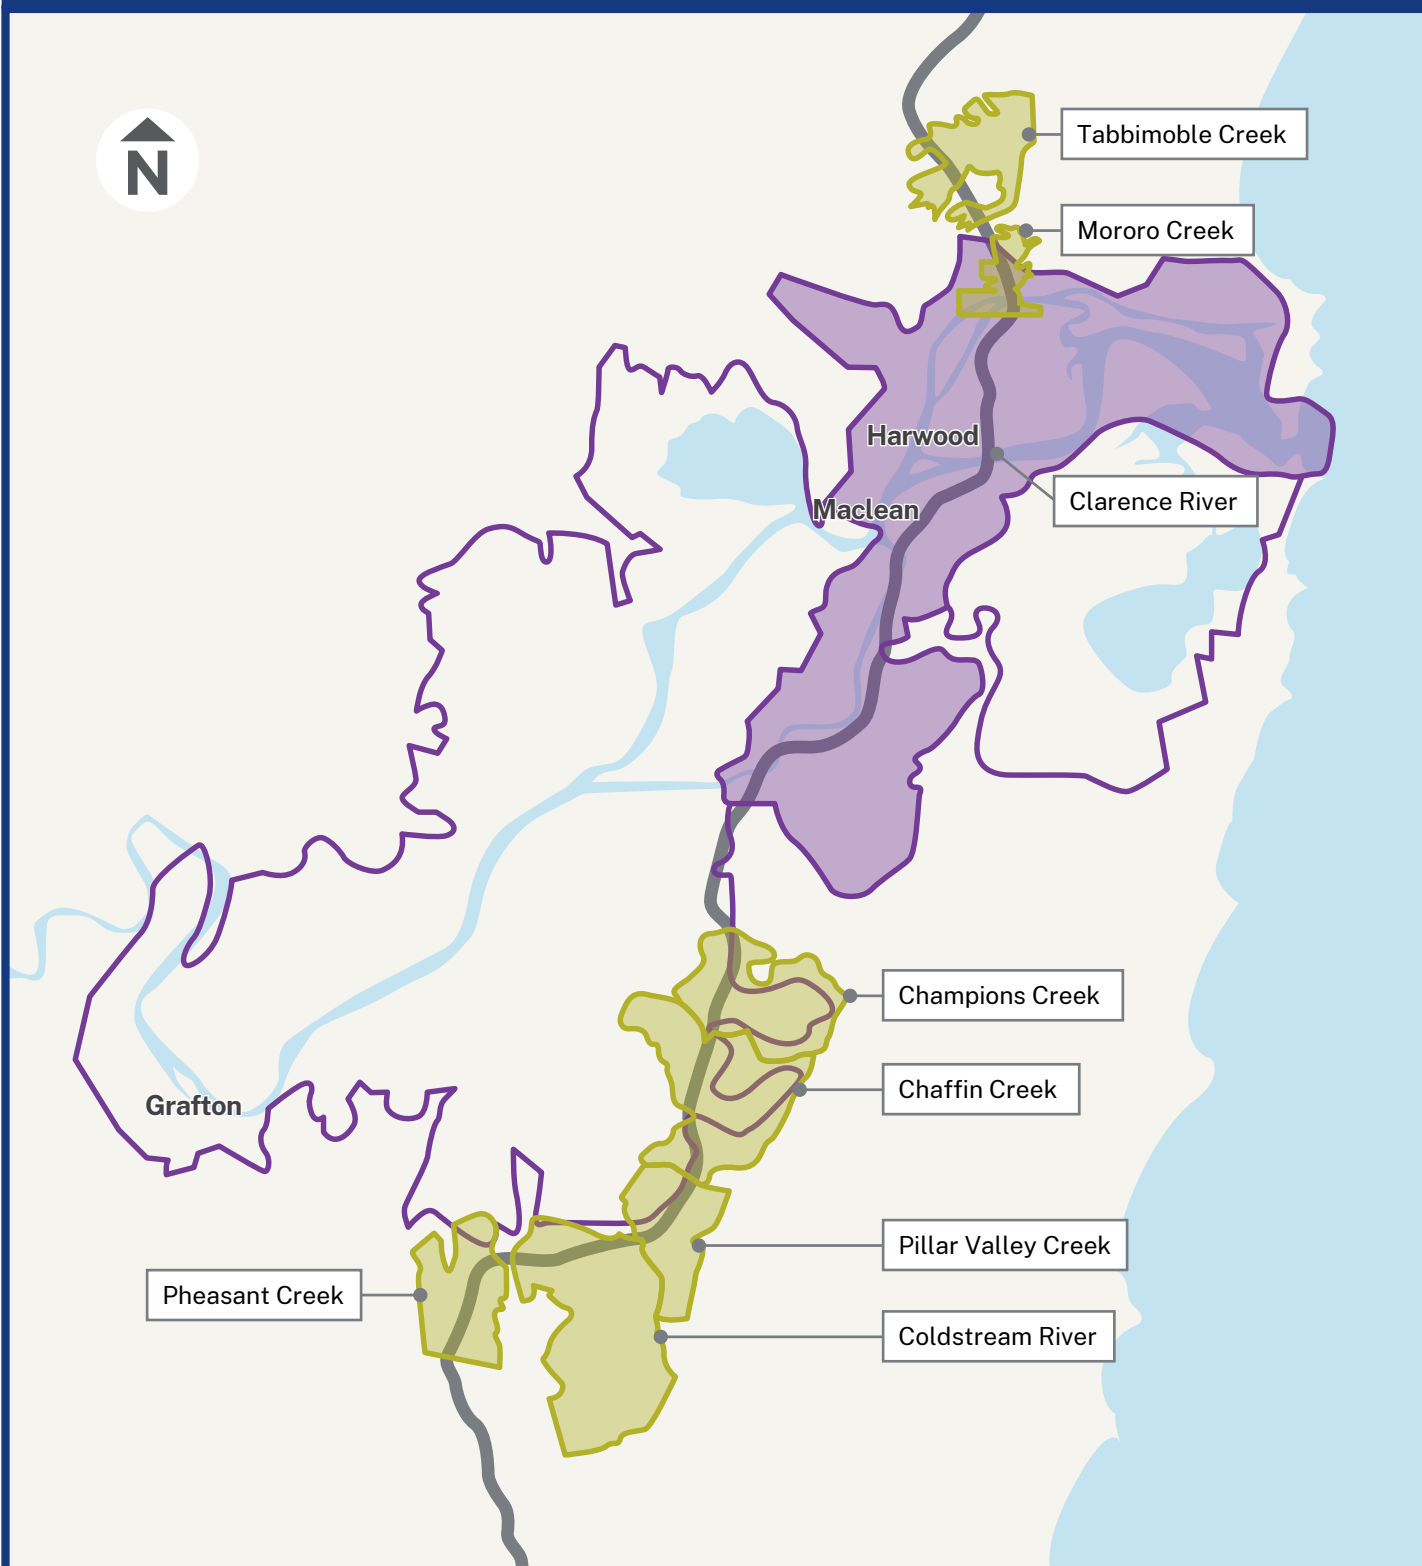 N
Tabbimoble Creek
Mororo Creek
Harwood
Clarence River
Maclean
Champions Creek
Chaffin Creek
Grafton
Pillar Valley Creek
Pheasant Creek
Coldstream River